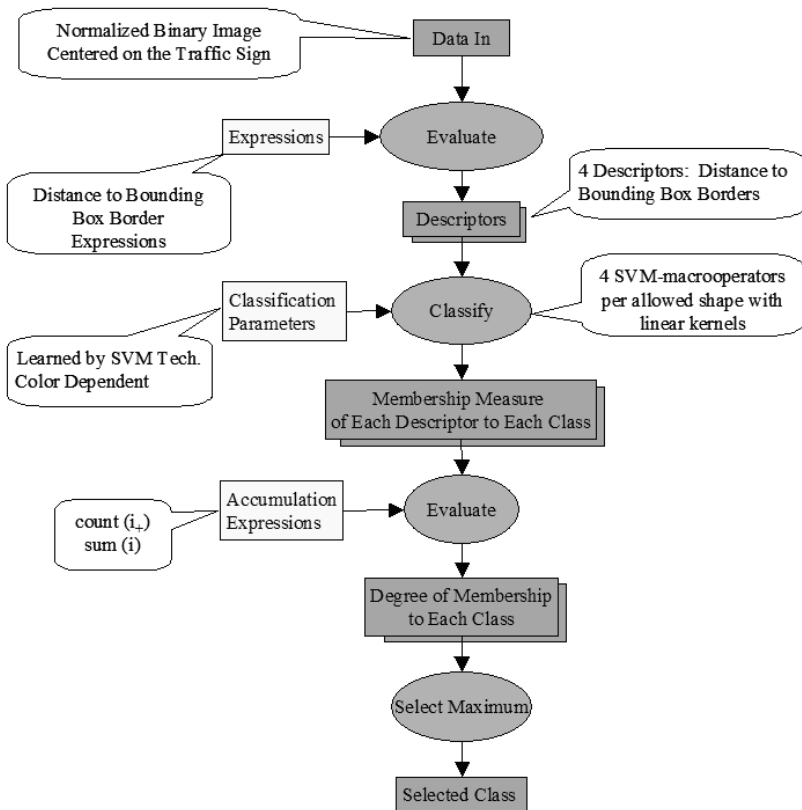 Normalized Binary Image
Centered on the Traffic Sign
Data In
Expressions
Evaluate
Distance to Bounding
Box Border
Expressions
4 Descriptors: Distance to
Bounding Box Borders
Descriptors
Classification
Parameters
Classify
4 SVM-macrooperators
per allowed shape with
linear kernels
Learned by SVM Tech.
Color Dependent
Membership Measure
of Each Descriptor to Each Class
Accumulation
Expressions
Evaluate
count (i₊)
sum (i)
Degree of Membership
to Each Class
Select Maximum
Selected Class